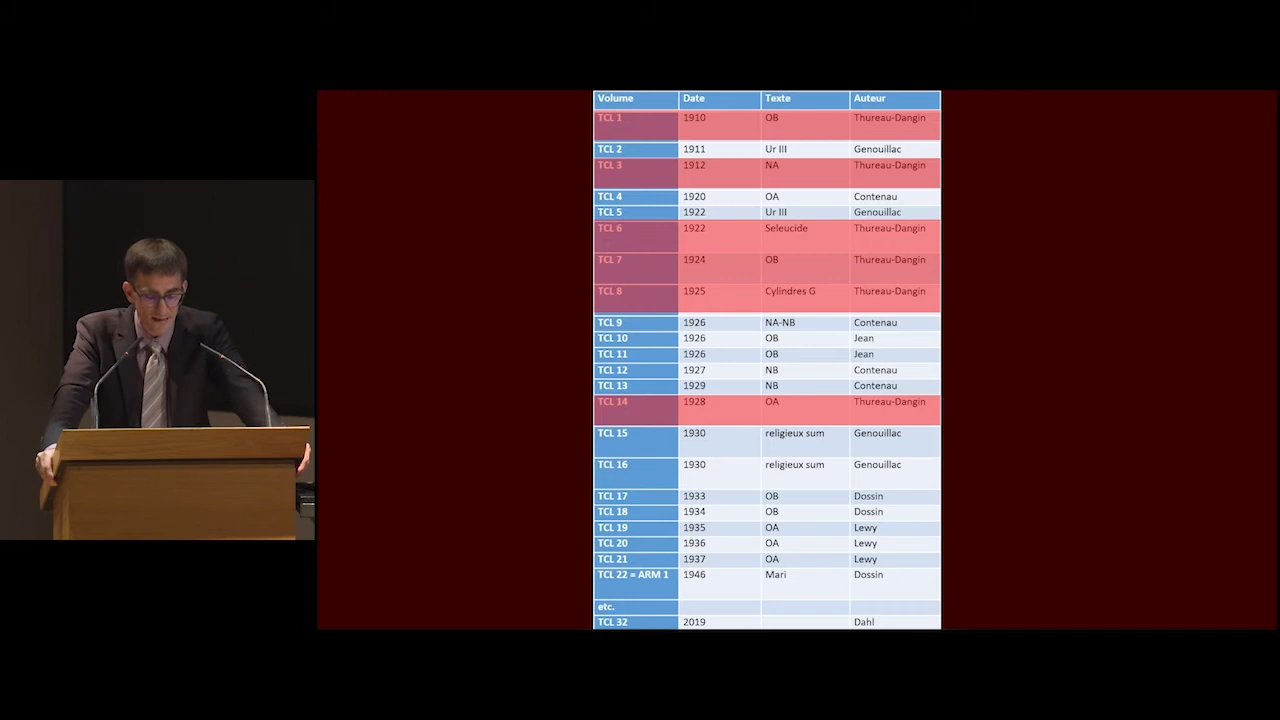 Volume Date Texte Auteur
TCL 1 1910 OB Thureau-Dangin
TCL 2 1911 Ur III Genouillac
TCL 3 1912 NA Thureau-Dangin
TCL 4 1920 OA Contenau
TCL 5 1922 Ur III Genouillac
TCL 6 1922 Seleucide Thureau-Dangin
TCL 7 1924 OB Thureau-Dangin
TCL 8 1925 Cylindres G Thureau-Dangin
TCL 9 1926 NA-NB Contenau
TCL 10 1926 OB Jean
TCL 11 1926 OB Jean
TCL 12 1927 NB Contenau
TCL 13 1929 NB Contenau
TCL 14 1928 OA Thureau-Dangin
TCL 15 1930 religieux sum Genouillac
TCL 16 1930 religieux sum Genouillac
TCL 17 1933 OB Dossin
TCL 18 1934 OB Dossin
TCL 19 1935 OA Lewy
TCL 20 1936 OA Lewy
TCL 21 1937 OA Lewy
TCL 22 = ARM 1 1946 Mari Dossin
etc.
TCL 32 2019 Dahl